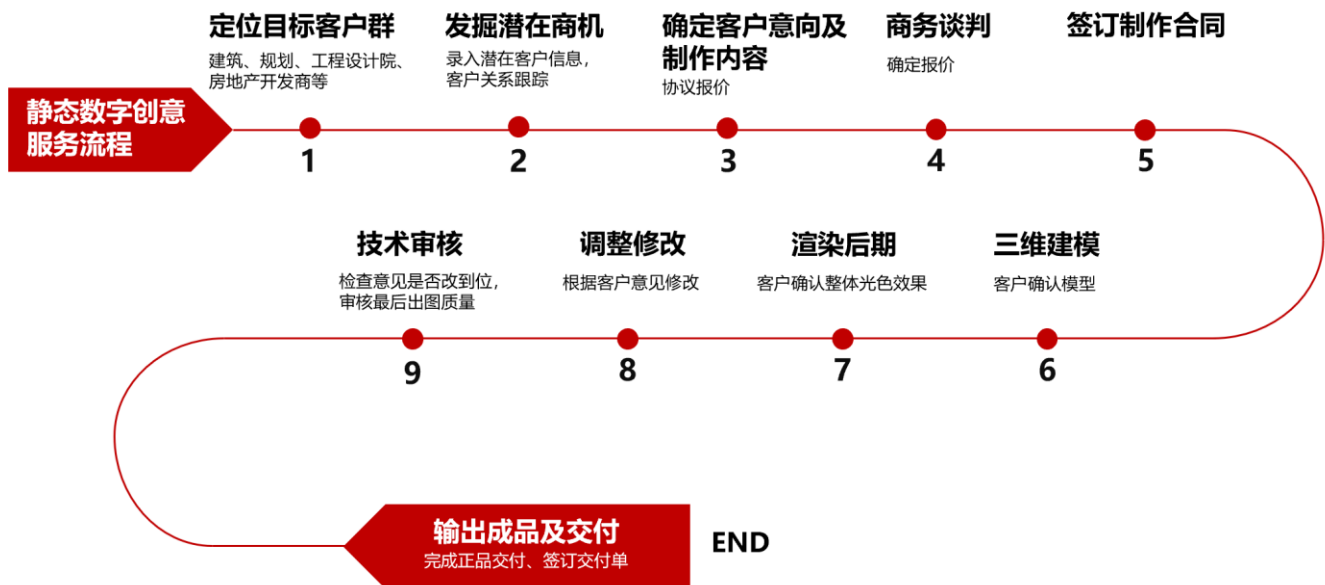 静态数字创意
服务流程
定位目标客户群
建筑、规划、工程设计院、
房地产开发商等
1
发掘潜在商机
录入潜在客户信息，
客户关系跟踪
2
确定客户意向及
制作内容
协议报价
3
商务谈判
确定报价
4
签订制作合同
5
三维建模
客户确认模型
6
渲染后期
客户确认整体光色效果
7
调整修改
根据客户意见修改
8
技术审核
检查意见是否改到位，
审核最后出图质量
9
输出成品及交付
完成正品交付、签订交付单
END